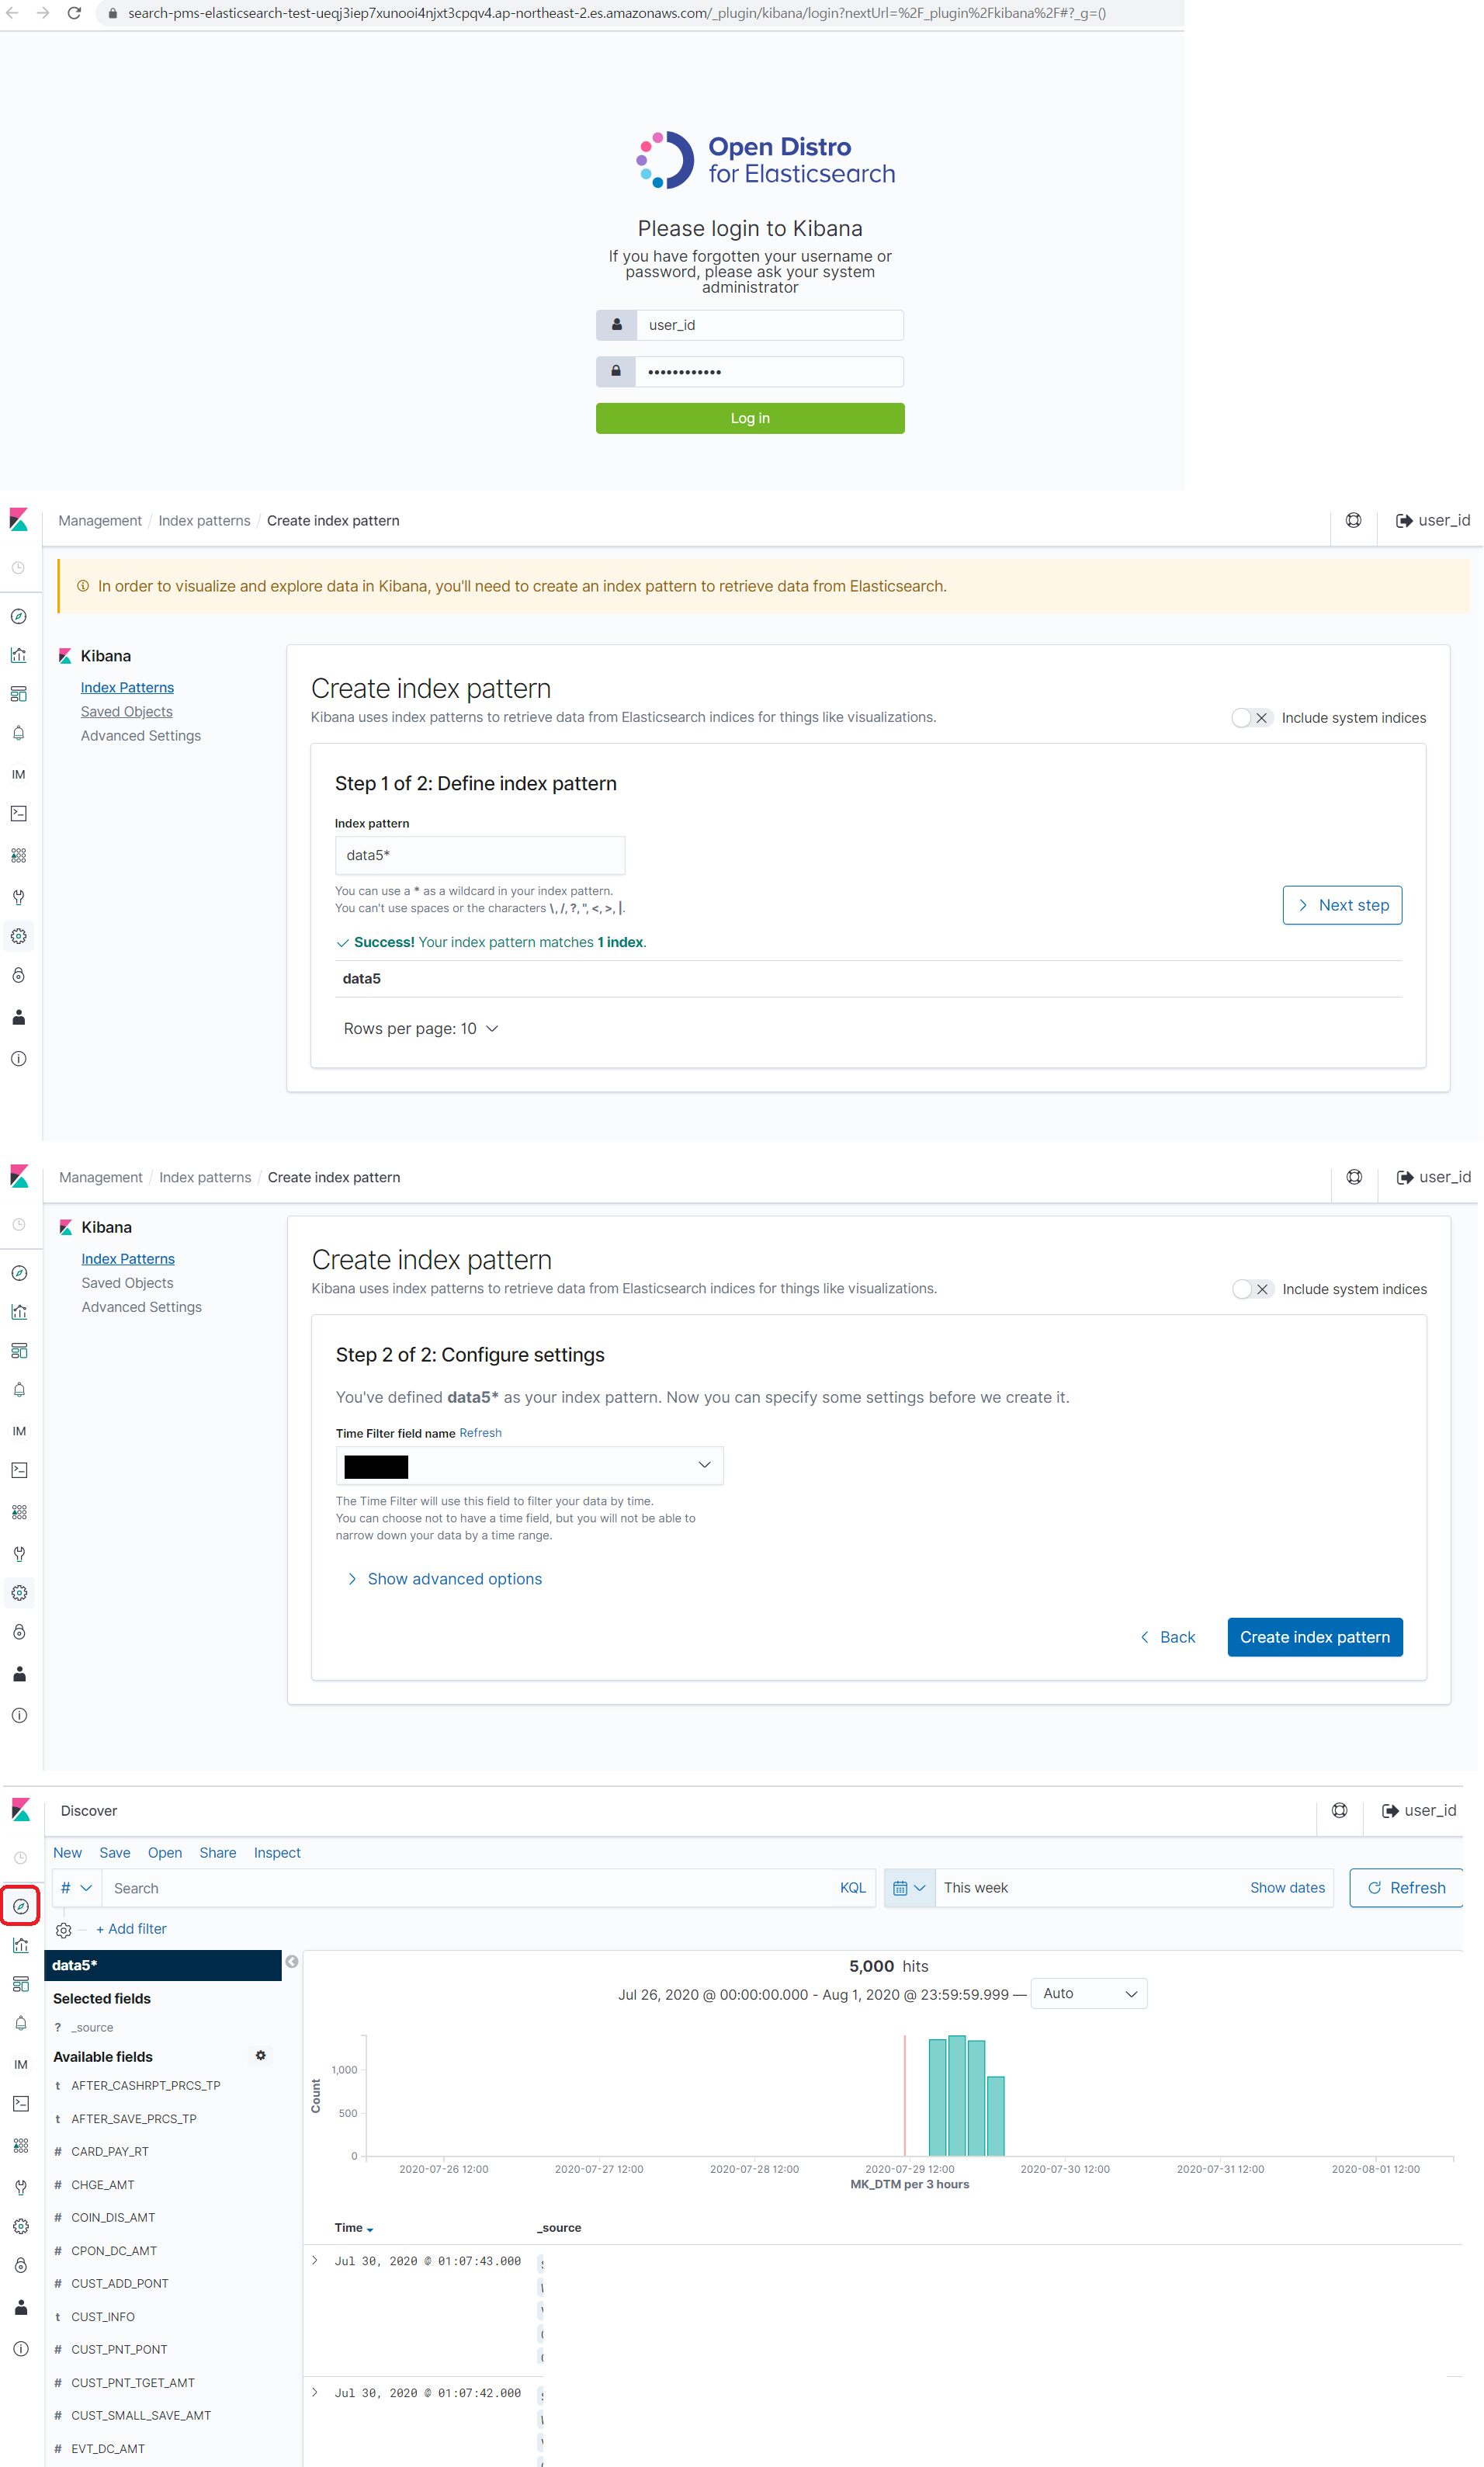 search-pms-elasticsearch-test-ueqj3iep7xunooi4njxt3cpqv4.ap-northeast-2.es.amazonaws.com/_plugin/kibana/login?nextUrl=%2F_plugin%2Fkibana%2F#?_g=()
Open Distro
for Elasticsearch
Please login to Kibana
If you have forgotten your username or
password, please ask your system
administrator
user_id
••••••••••••
Log in
Management / Index patterns / Create index pattern
user_id
In order to visualize and explore data in Kibana, you'll need to create an index pattern to retrieve data from Elasticsearch.
Kibana
Index Patterns
Saved Objects
Advanced Settings
IM
Create index pattern
Kibana uses index patterns to retrieve data from Elasticsearch indices for things like visualizations.
Include system indices
Step 1 of 2: Define index pattern
Index pattern
data5*
You can use a * as a wildcard in your index pattern.
You can't use spaces or the characters \, /, ?, ", <, >, |.
Next step
Success! Your index pattern matches 1 index.
data5
Rows per page: 10
Management / Index patterns / Create index pattern
user_id
Kibana
Index Patterns
Saved Objects
Advanced Settings
IM
Create index pattern
Kibana uses index patterns to retrieve data from Elasticsearch indices for things like visualizations.
Include system indices
Step 2 of 2: Configure settings
You've defined data5* as your index pattern. Now you can specify some settings before we create it.
Time Filter field name Refresh
The Time Filter will use this field to filter your data by time.
You can choose not to have a time field, but you will not be able to
narrow down your data by a time range.
Show advanced options
Back
Create index pattern
Discover
user_id
New Save Open Share Inspect
# Search KQL This week Show dates Refresh
+ Add filter
data5*
Selected fields
? _source
Available fields
t AFTER_CASHRPT_PRCS_TP
t AFTER_SAVE_PRCS_TP
# CARD_PAY_RT
# CHGE_AMT
# COIN_DIS_AMT
# CPON_DC_AMT
# CUST_ADD_PONT
t CUST_INFO
# CUST_PNT_PONT
# CUST_PNT_TGET_AMT
# CUST_SMALL_SAVE_AMT
# EVT_DC_AMT
IM
5,000 hits
Jul 26, 2020 @ 00:00:00.000 - Aug 1, 2020 @ 23:59:59.999 — Auto
Count
1,000
500
0
2020-07-26 12:00 2020-07-27 12:00 2020-07-28 12:00 2020-07-29 12:00 2020-07-30 12:00 2020-07-31 12:00 2020-08-01 12:00
MK_DTM per 3 hours
Time _source
Jul 30, 2020 @ 01:07:43.000
Jul 30, 2020 @ 01:07:42.000